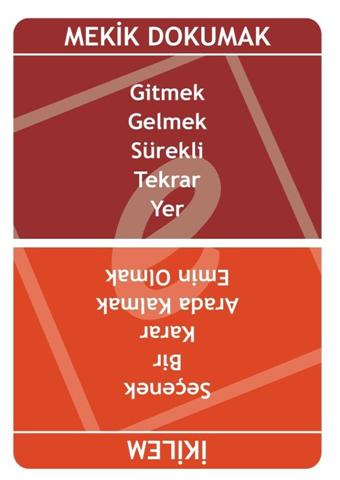 MEKİK DOKUMAK
Gitmek
Gelmek
Sürekli
Tekrar
Yer
İKİLEM
Seçenek
Bir
Karar
Arada Kalmak
Emin Olmak